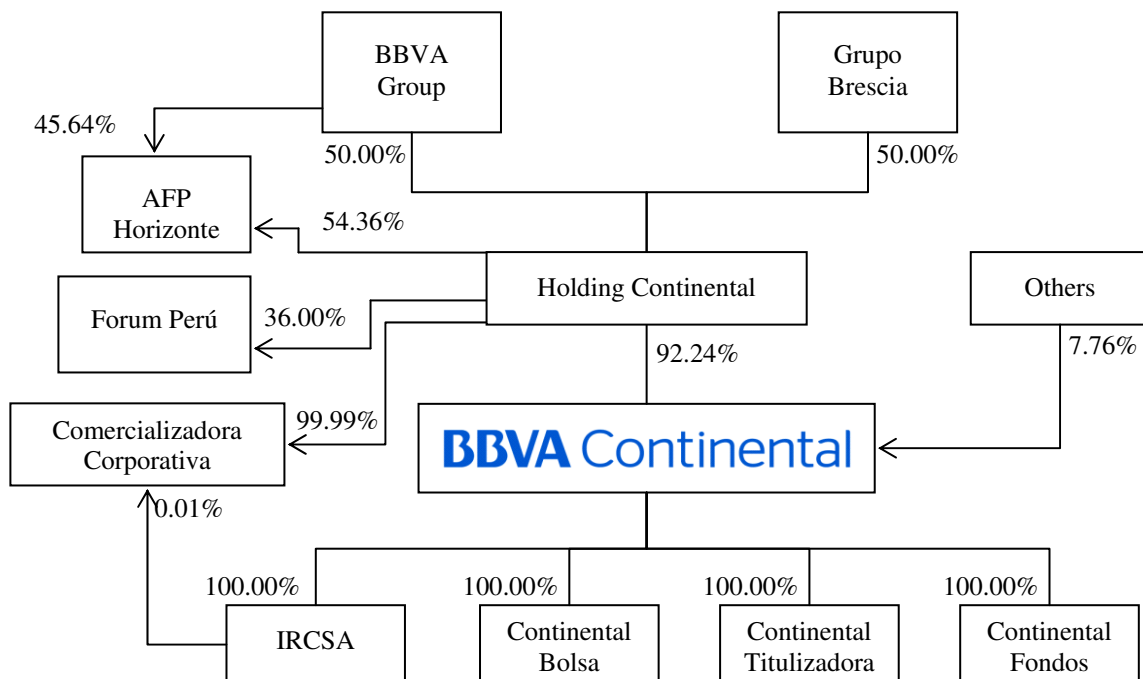 BBVA
Group
Grupo
Brescia
45.64%
50.00%
50.00%
AFP
Horizonte
54.36%
Holding Continental
Others
Forum Perú
36.00%
92.24%
7.76%
Comercializadora
Corporativa
99.99%
BBVA Continental
0.01%
100.00%
100.00%
100.00%
100.00%
IRCSA
Continental
Bolsa
Continental
Titulizadora
Continental
Fondos